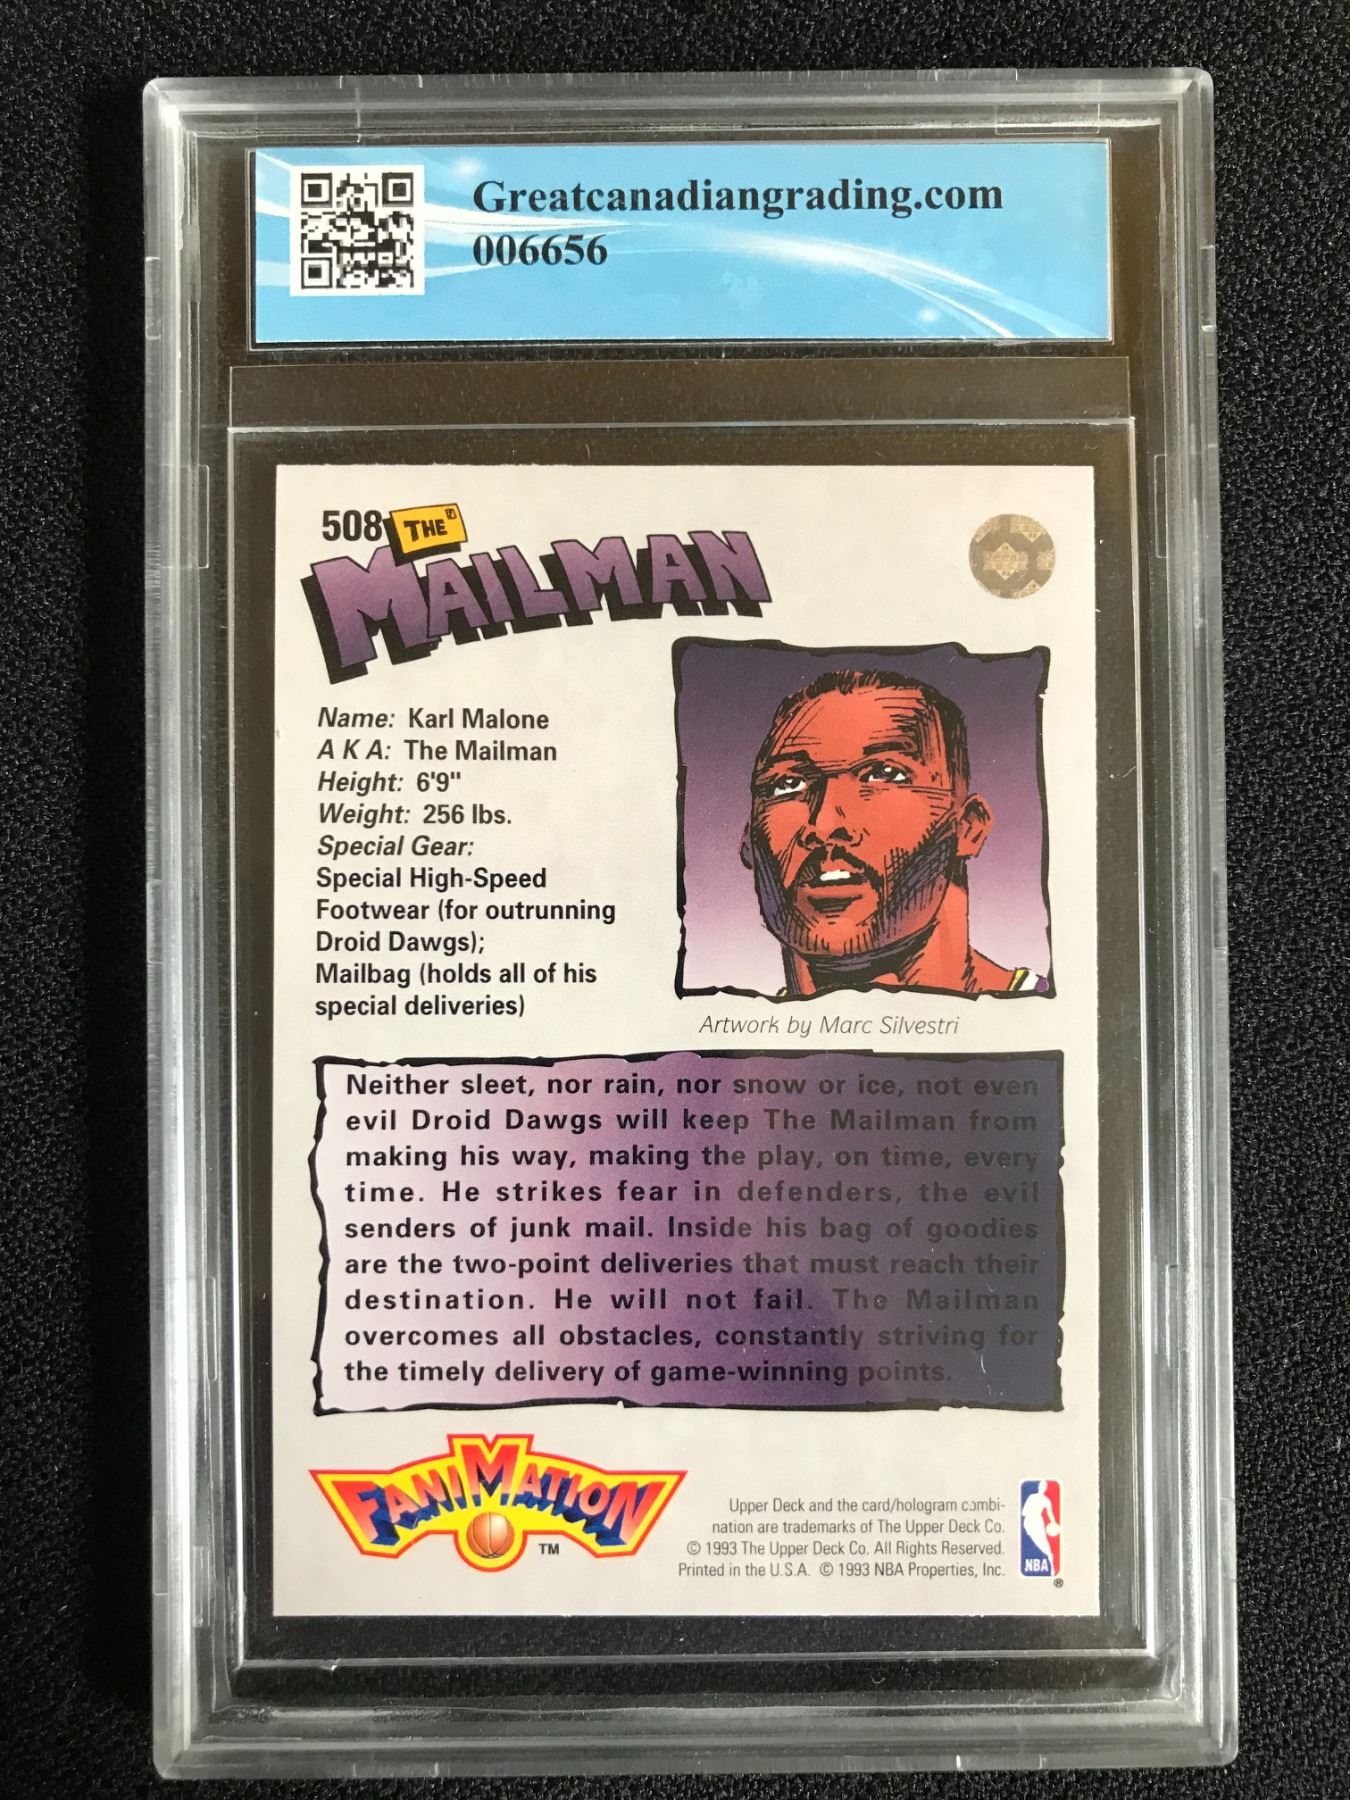 Greatcanadiangrading.com
006656
508 THE
MAILMAN
Name: Karl Malone
A K A: The Mailman
Height: 6'9"
Weight: 256 lbs.
Special Gear:
Special High-Speed
Footwear (for outrunning
Droid Dawgs);
Mailbag (holds all of his
special deliveries)
Artwork by Marc Silvestri
Neither sleet, nor rain, nor snow or ice, not even
evil Droid Dawgs will keep The Mailman from
making his way, making the play, on time, every
time. He strikes fear in defenders, the evil
senders of junk mail. Inside his bag of goodies
are the two-point deliveries that must reach their
destination. He will not fail. The Mailman
overcomes all obstacles, constantly striving for
the timely delivery of game-winning points.
FANIMATION
TM
Upper Deck and the card/hologram combi-
nation are trademarks of The Upper Deck Co.
© 1993 The Upper Deck Co. All Rights Reserved.
Printed in the U.S.A. © 1993 NBA Properties, Inc.
NBA
®